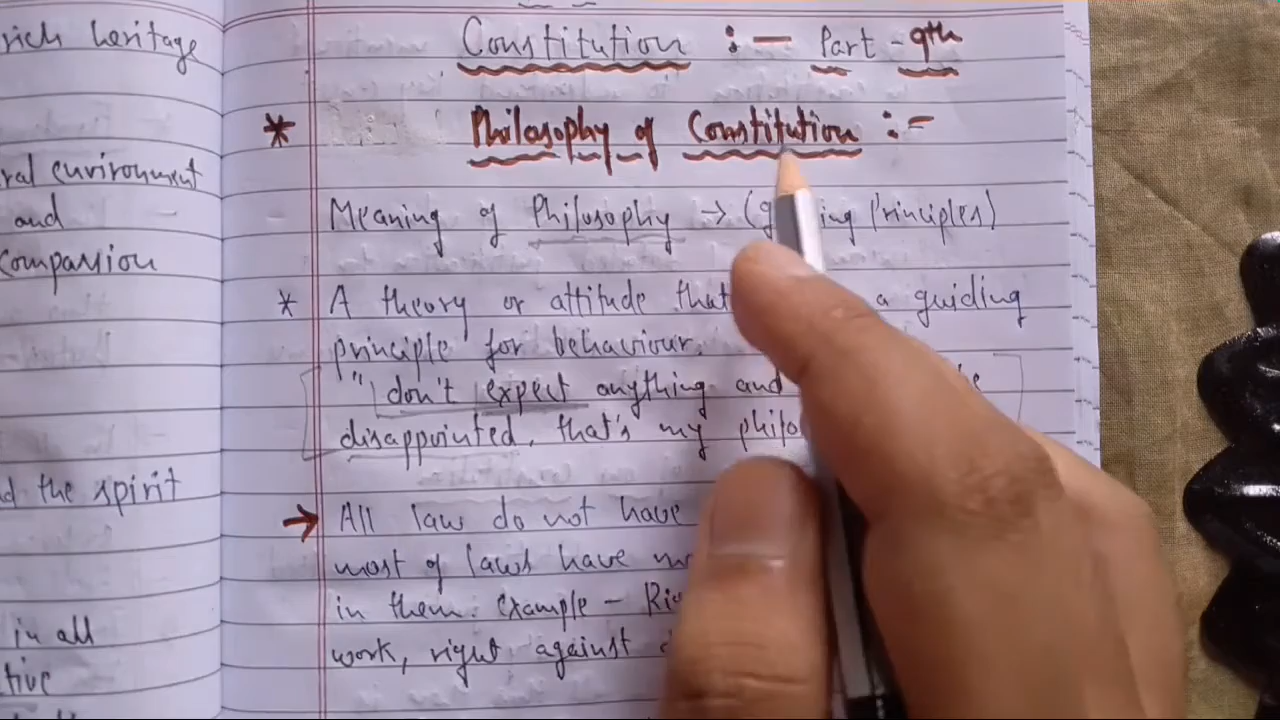 rich heritage
ral environment
and
compassion
d the spirit
in all
tive
Constitution :- Part - 9th
* Philosophy of Constitution :-
Meaning of Philosophy → (g ing Principles)
* A theory or attitude that a guiding
principle for behaviour.
" don't expect anything and
disappointed, that's my philo
→ All law do not have
most of laws have
in them. example -
work, right against